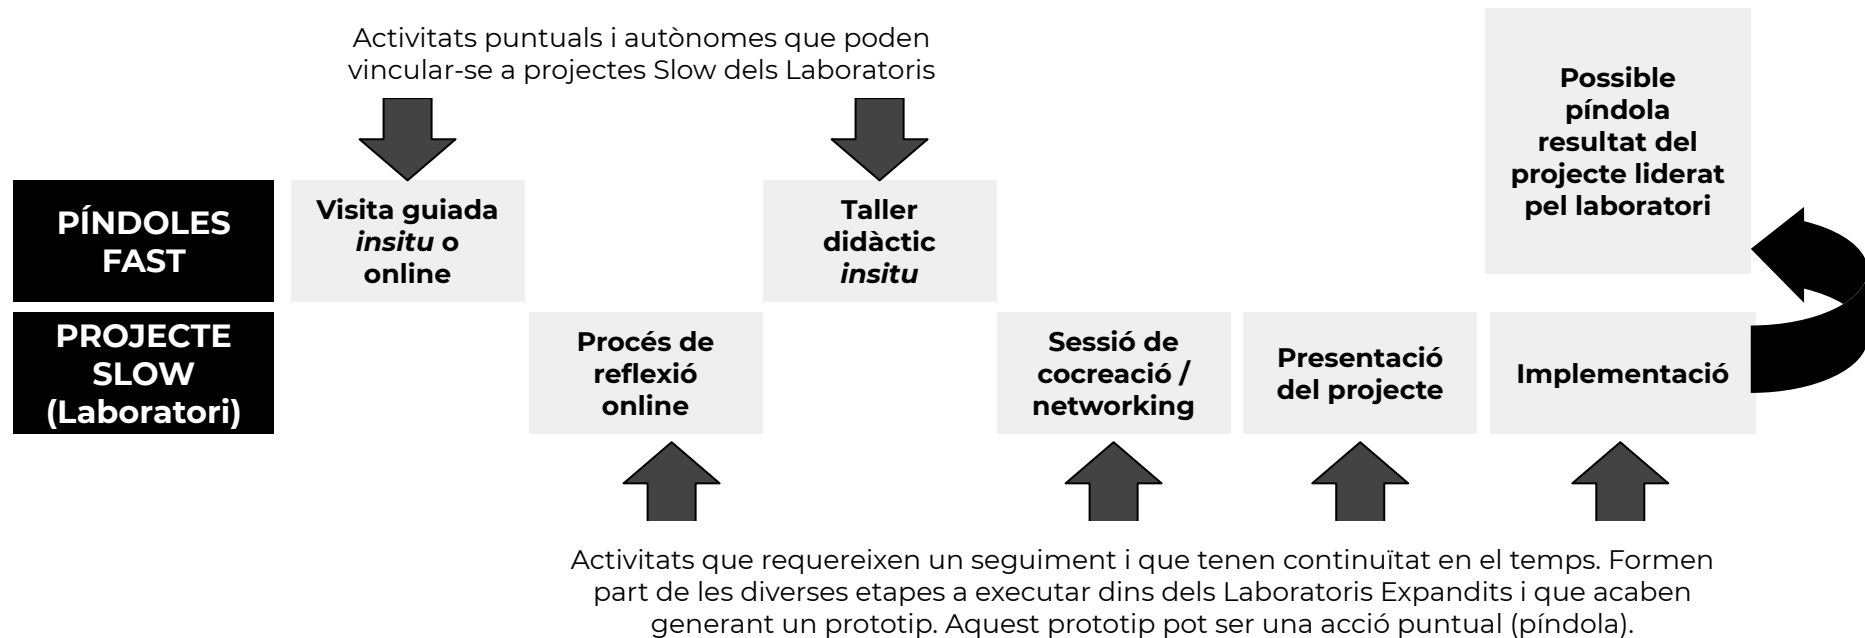 Activitats puntuals i autònomes que poden
vincular-se a projectes Slow dels Laboratoris
Possible
píndola
resultat del
projecte liderat
pel laboratori
PÍNDOLES
FAST
Visita guiada
insitu o
online
Taller
didàctic
insitu
PROJECTE
SLOW
(Laboratori)
Procés de
reflexió
online
Sessió de
cocreació /
networking
Presentació
del projecte
Implementació
Activitats que requereixen un seguiment i que tenen continuïtat en el temps. Formen
part de les diverses etapes a executar dins dels Laboratoris Expandits i que acaben
generant un prototip. Aquest prototip pot ser una acció puntual (píndola).